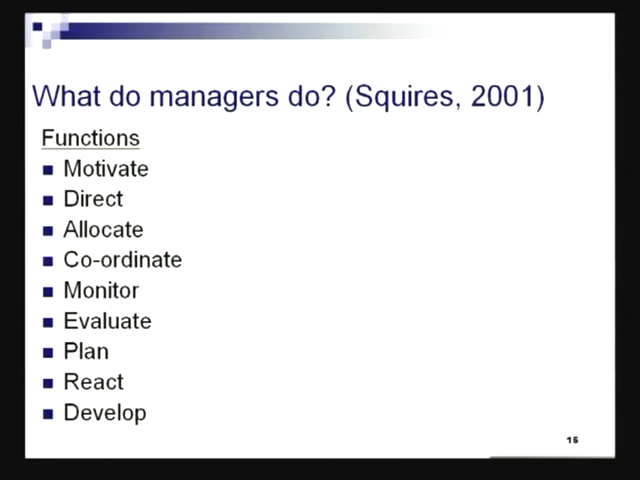 What do managers do? (Squires, 2001)
Functions
Motivate
Direct
Allocate
Co-ordinate
Monitor
Evaluate
Plan
React
Develop
15